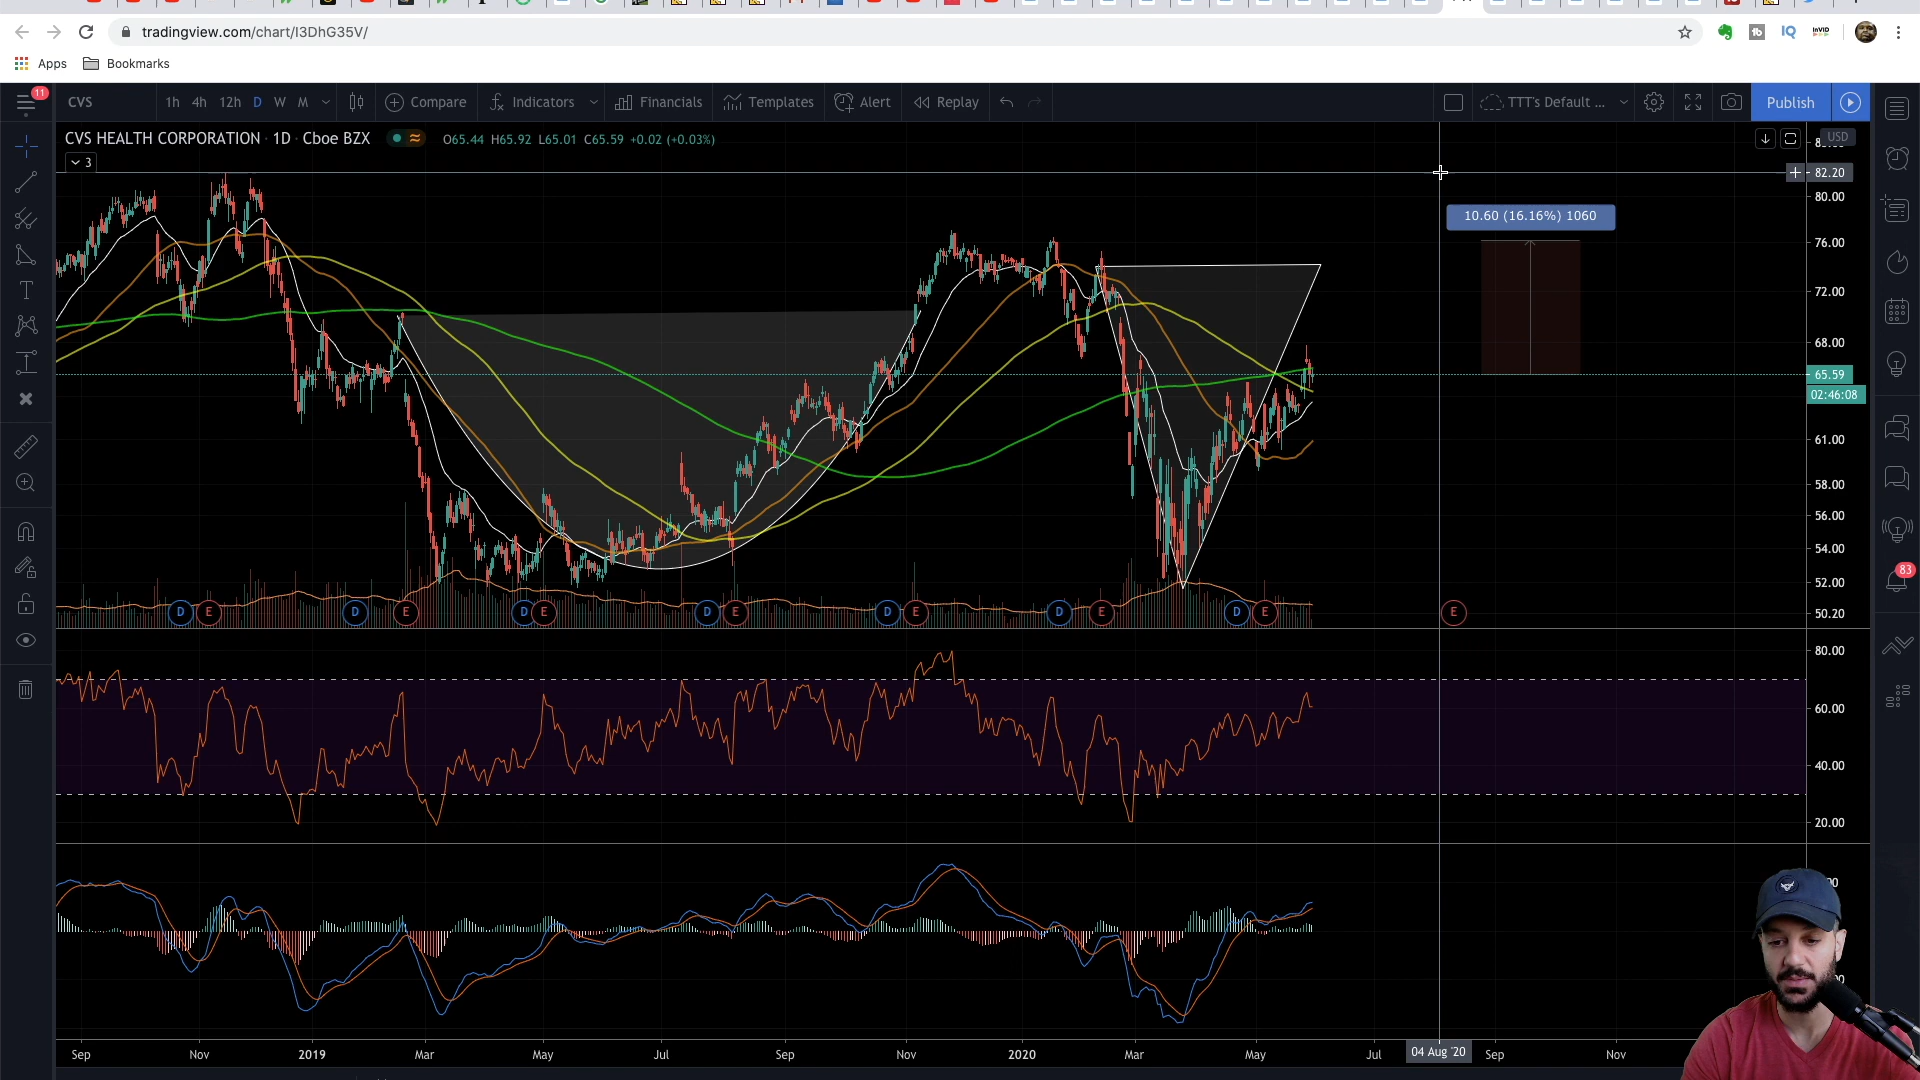 tradingview.com/chart/I3DhG35V/
IQ
InVID
Apps
Bookmarks
11
CVS
1h 4h 12h D W M
Compare
Indicators
Financials
Templates
Alert
Replay
TTT's Default ...
Publish
CVS HEALTH CORPORATION · 1D · Cboe BZX
O65.44 H65.92 L65.01 C65.59 +0.02 (+0.03%)
USD
3
82.20
80.00
10.60 (16.16%) 1060
76.00
72.00
68.00
65.59
02:46:08
61.00
58.00
56.00
54.00
52.00
50.20
83
D E D E D E D E D E D E D E E
80.00
60.00
40.00
20.00
Sep Nov 2019 Mar May Jul Sep Nov 2020 Mar May Jul 04 Aug '20 Sep Nov